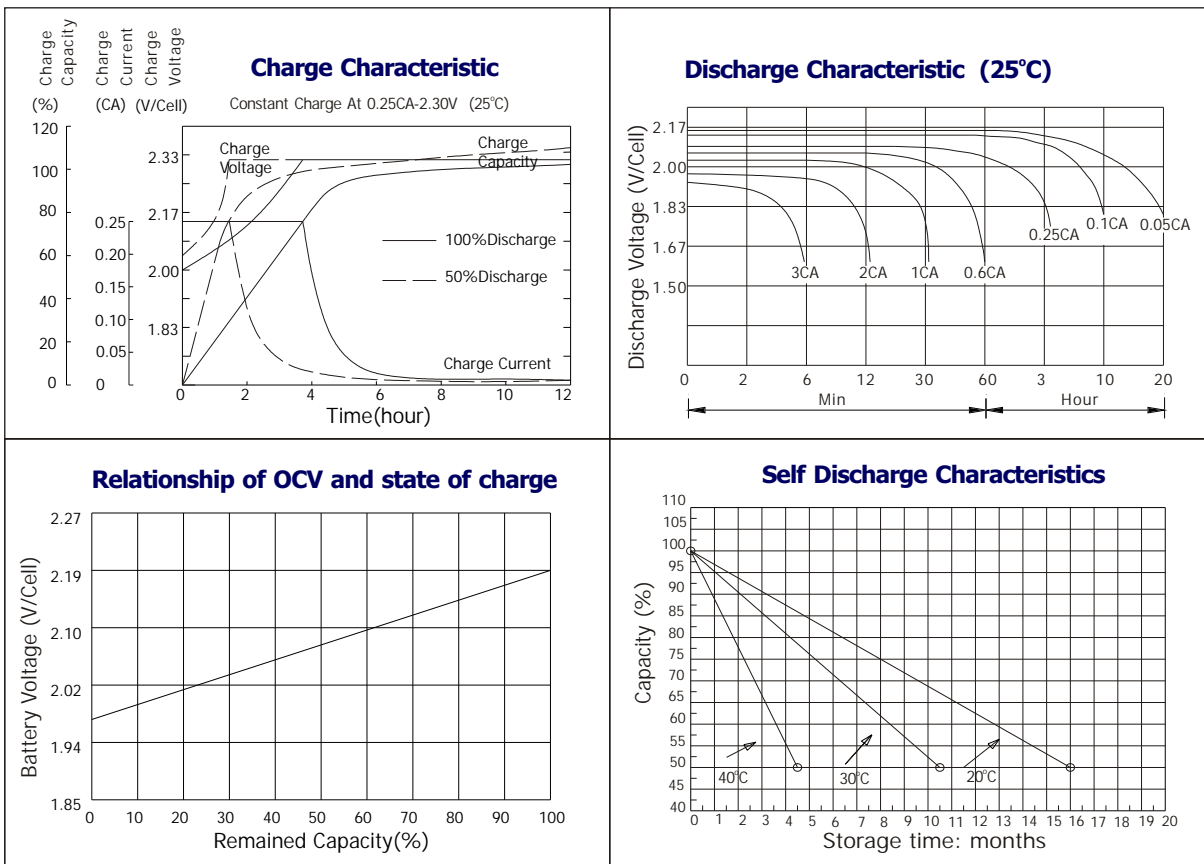 Charge
Capacity
Charge
Current
Charge
Voltage
Charge Characteristic
(%)
(CA)
(V/Cell)
Constant Charge At 0.25CA-2.30V (25°C)
120
100
80
60
40
20
0
0.25
0.20
0.15
0.10
0.05
0
2.33
2.17
2.00
1.83
Charge
Voltage
Charge
Capacity
100%Discharge
50%Discharge
Charge Current
0 2 4 6 8 10 12
Time(hour)
Discharge Characteristic (25°C)
Discharge Voltage (V/Cell)
2.17
2.00
1.83
1.67
1.50
3CA
2CA
1CA
0.6CA
0.25CA
0.1CA
0.05CA
0 2 6 12 30 60 3 10 20
Min Hour
Relationship of OCV and state of charge
Battery Voltage (V/Cell)
2.27
2.19
2.10
2.02
1.94
1.85
0 10 20 30 40 50 60 70 80 90 100
Remained Capacity(%)
Self Discharge Characteristics
Capacity (%)
110
105
100
95
90
85
80
75
70
65
60
55
50
45
40
40°C
30°C
20°C
0 1 2 3 4 5 6 7 8 9 10 11 12 13 14 15 16 17 18 19 20
Storage time: months